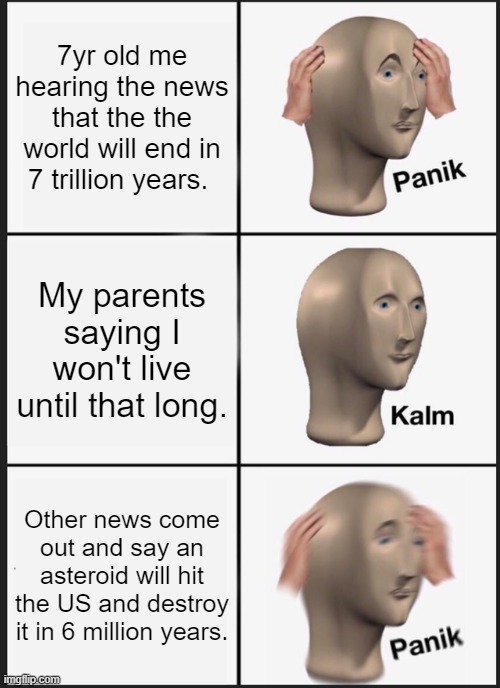 7yr old me
hearing the news
that the the
world will end in
7 trillion years.
Panik
My parents
saying I
won't live
until that long.
Kalm
Other news come
out and say an
asteroid will hit
the US and destroy
it in 6 million years.
Panik
imgflip.com